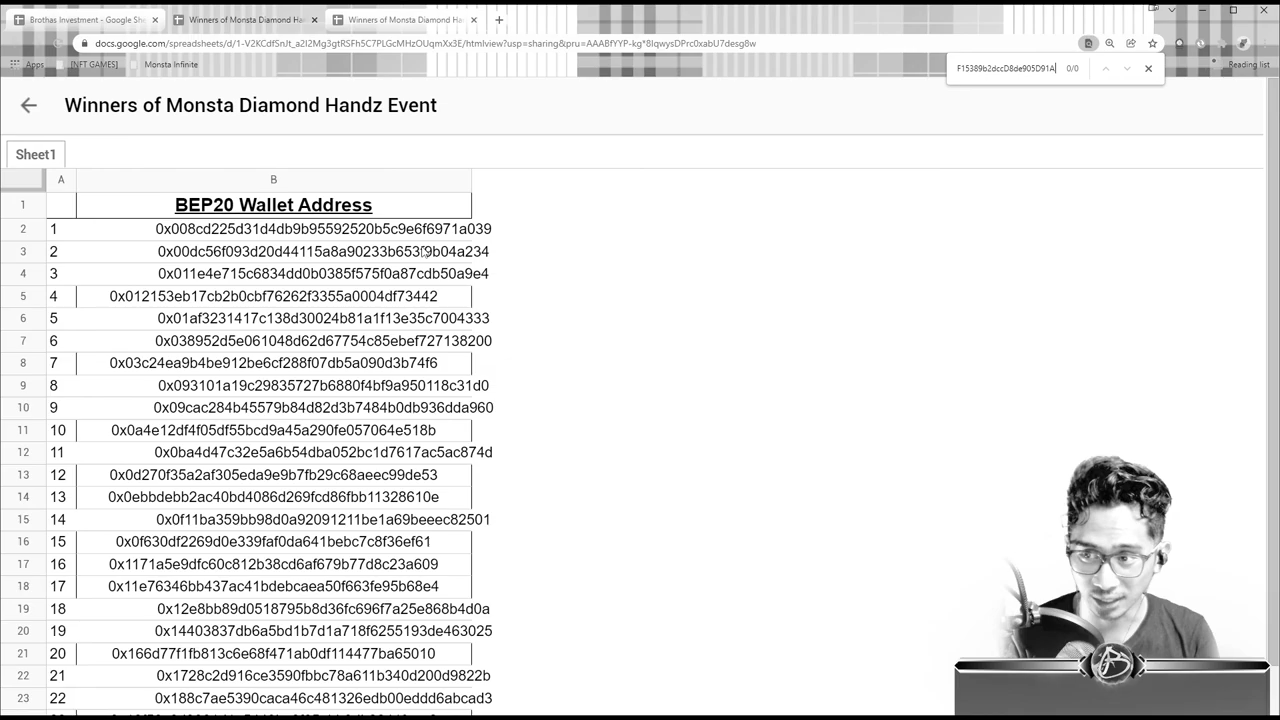 Brothas Investment - Google She
Winners of Monsta Diamond Han
Winners of Monsta Diamond Han
docs.google.com/spreadsheets/d/1-V2KCdfSnJt_a2I2Mg3gtRSFh5C7PLGcMHzOUqmXx3E/htmlview?usp=sharing&pru=AAABfYYP-kg*8IqwysDPrc0xabU7desg8w
Apps
[NFT GAMES]
Monsta Infinite
Reading list
F15389b2dccD8de905D91A
0/0
Winners of Monsta Diamond Handz Event
Sheet1
A B
1 BEP20 Wallet Address
2 1 0x008cd225d31d4db9b95592520b5c9e6f6971a039
3 2 0x00dc56f093d20d44115a8a90233b653f9b04a234
4 3 0x011e4e715c6834dd0b0385f575f0a87cdb50a9e4
5 4 0x012153eb17cb2b0cbf76262f3355a0004df73442
6 5 0x01af3231417c138d30024b81a1f13e35c7004333
7 6 0x038952d5e061048d62d67754c85ebef727138200
8 7 0x03c24ea9b4be912be6cf288f07db5a090d3b74f6
9 8 0x093101a19c29835727b6880f4bf9a950118c31d0
10 9 0x09cac284b45579b84d82d3b7484b0db936dda960
11 10 0x0a4e12df4f05df55bcd9a45a290fe057064e518b
12 11 0x0ba4d47c32e5a6b54dba052bc1d7617ac5ac874d
13 12 0x0d270f35a2af305eda9e9b7fb29c68aeec99de53
14 13 0x0ebbdebb2ac40bd4086d269fcd86fbb11328610e
15 14 0x0f11ba359bb98d0a92091211be1a69beeec82501
16 15 0x0f630df2269d0e339faf0da641bebc7c8f36ef61
17 16 0x1171a5e9dfc60c812b38cd6af679b77d8c23a609
18 17 0x11e76346bb437ac41bdebcaea50f663fe95b68e4
19 18 0x12e8bb89d0518795b8d36fc696f7a25e868b4d0a
20 19 0x14403837db6a5bd1b7d1a718f6255193de463025
21 20 0x166d77f1fb813c6e68f471ab0df114477ba65010
22 21 0x1728c2d916ce3590fbbc78a611b340d200d9822b
23 22 0x188c7ae5390caca46c481326edb00eddd6abcad3